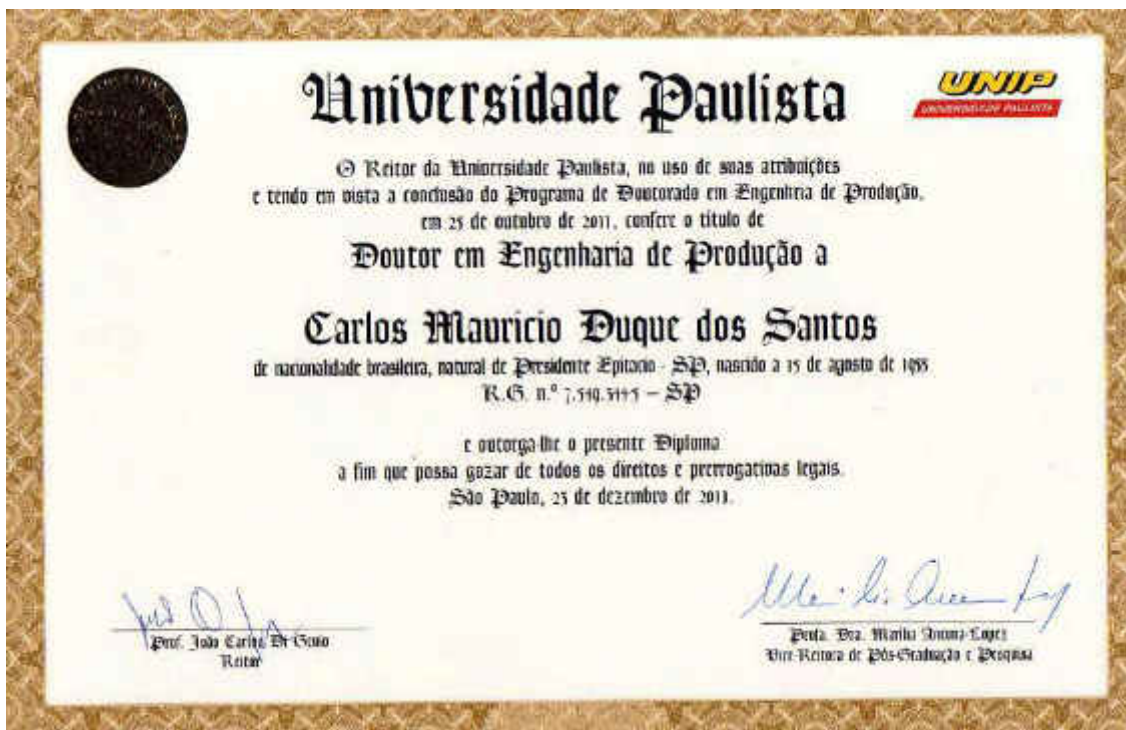 Universidade Paulista
UNIP
UNIVERSIDADE PAULISTA
O Reitor da Universidade Paulista, no uso de suas atribuições
e tendo em vista a conclusão do Programa de Doutorado em Engenharia de Produção,
em 25 de outubro de 2011, confere o título de
Doutor em Engenharia de Produção a
Carlos Mauricio Duque dos Santos
de nacionalidade brasileira, natural de Presidente Epitacio - SP, nascido a 15 de agosto de 1955
R.G. n.º – SP
e outorga-lhe o presente Diploma
a fim que possa gozar de todos os direitos e prerrogativas legais.
São Paulo, de dezembro de 2011.
Prof. João Carlos Di Genio
Reitor
Profa. Dra. Marilia Ancona-Lopez
Vice-Reitora de Pós-Graduação e Pesquisa